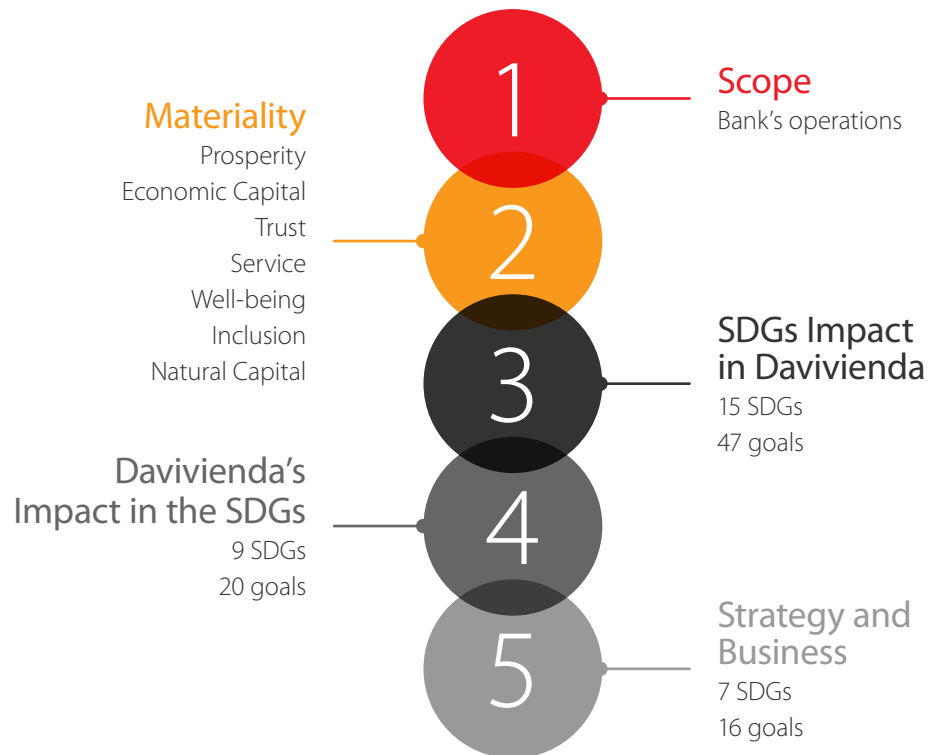 1
Scope
Bank's operations
2
Materiality
Prosperity
Economic Capital
Trust
Service
Well-being
Inclusion
Natural Capital
3
SDGs Impact
in Davivienda
15 SDGs
47 goals
4
Davivienda's
Impact in the SDGs
9 SDGs
20 goals
5
Strategy and
Business
7 SDGs
16 goals